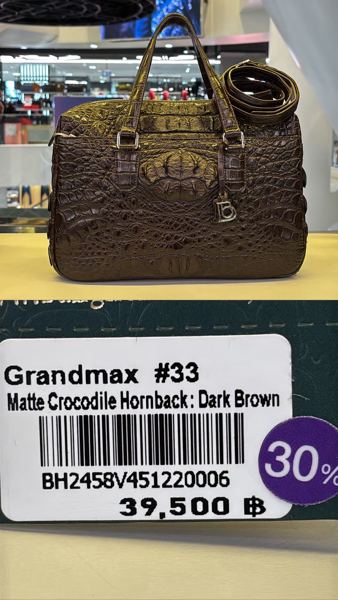 Grandmax #33
Matte Crocodile Hornback : Dark Brown
BH2458V451220006
39,500 ฿
30%